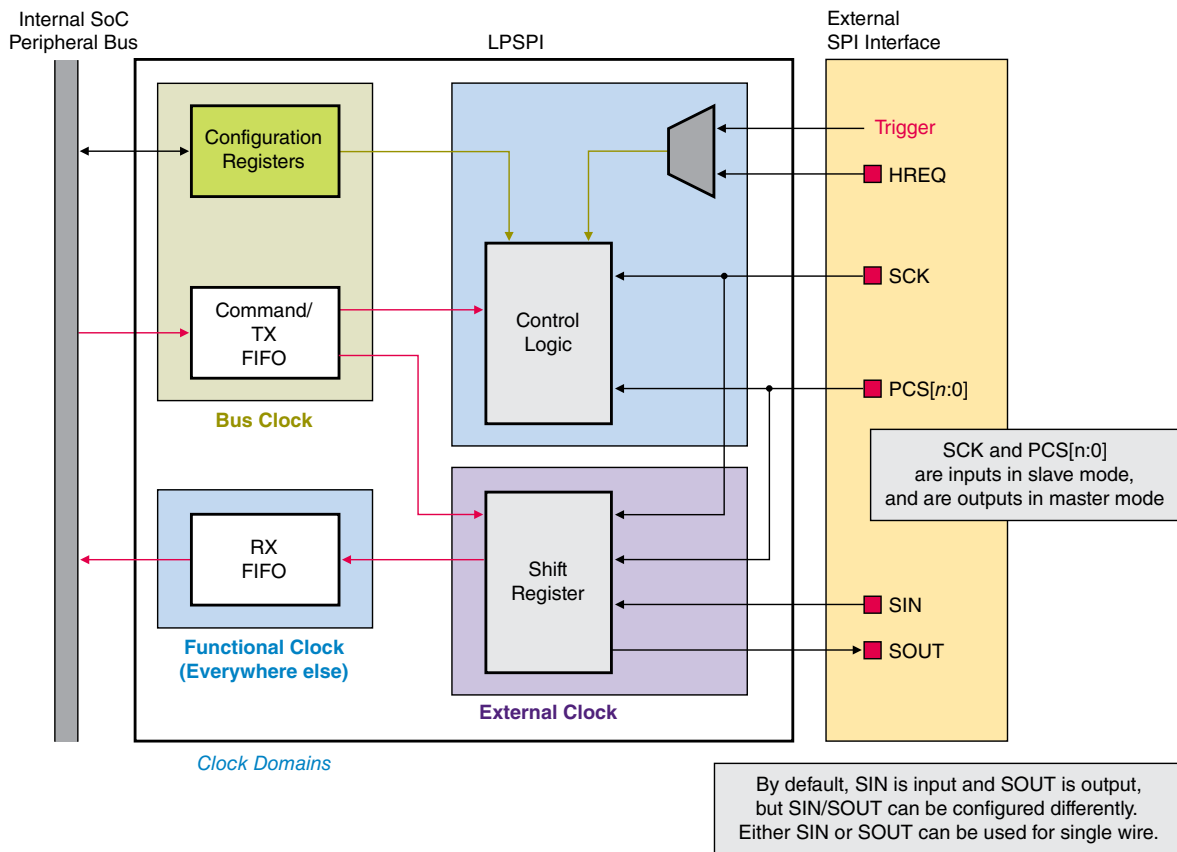 Internal SoC
Peripheral Bus
LPSPI
External
SPI Interface
Configuration
Registers
Trigger
HREQ
SCK
Command/
TX
FIFO
Control
Logic
PCS[n:0]
Bus Clock
SCK and PCS[n:0]
are inputs in slave mode,
and are outputs in master mode
RX
FIFO
Shift
Register
SIN
SOUT
Functional Clock
(Everywhere else)
External Clock
Clock Domains
By default, SIN is input and SOUT is output,
but SIN/SOUT can be configured differently.
Either SIN or SOUT can be used for single wire.